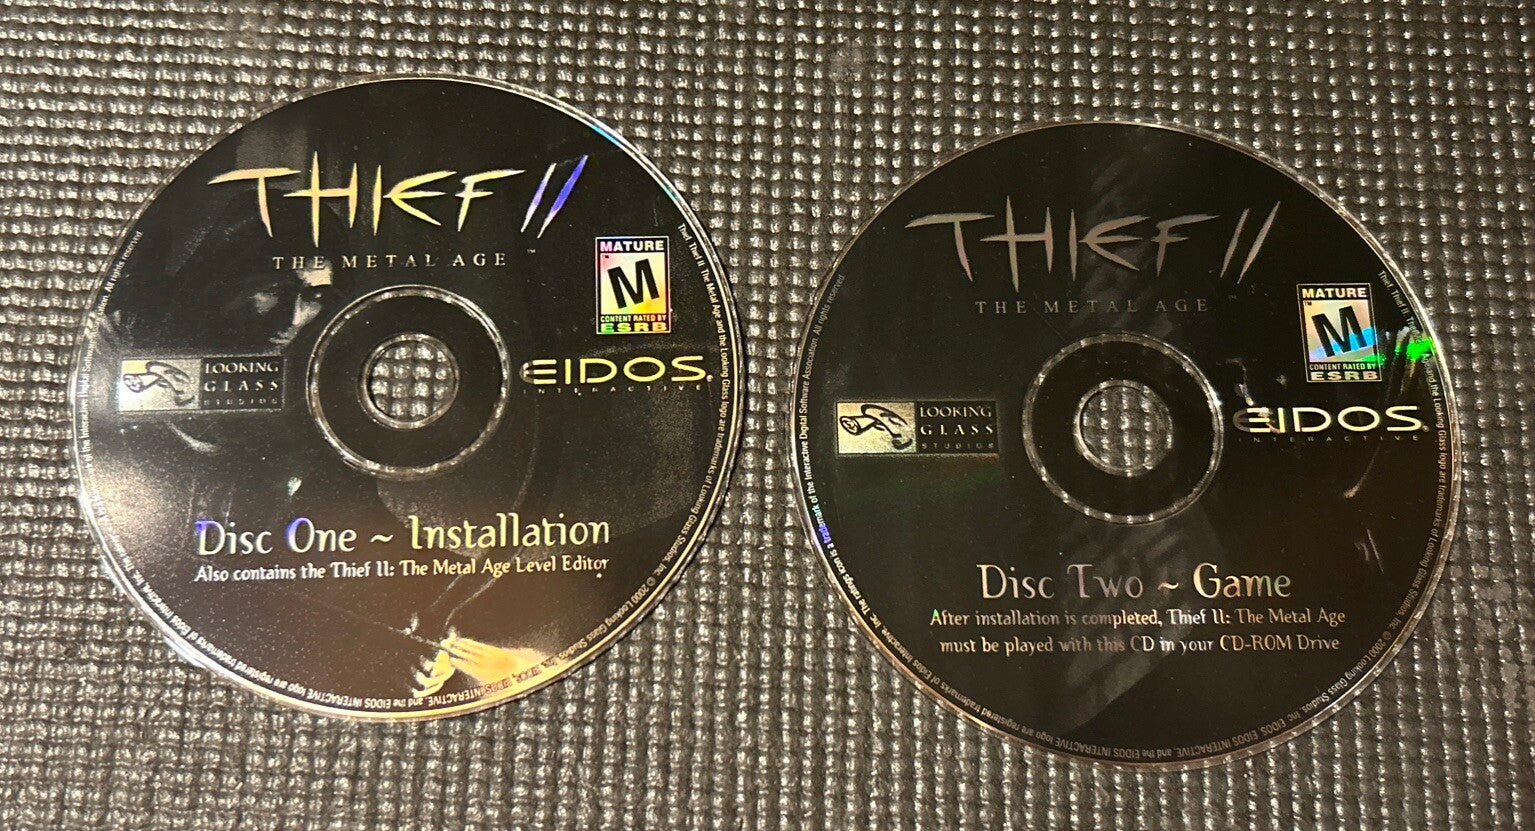 THIEF II
THE METAL AGE ™
MATURE
M
CONTENT RATED BY
ESRB
LOOKING
GLASS
STUDIOS
EIDOS
INTERACTIVE
Disc One ~ Installation
Also contains the Thief II: The Metal Age Level Editor
THIEF II
THE METAL AGE ™
MATURE
M
CONTENT RATED BY
ESRB
LOOKING
GLASS
STUDIOS
EIDOS
INTERACTIVE
Disc Two ~ Game
After installation is completed, Thief II: The Metal Age
must be played with this CD in your CD-ROM Drive